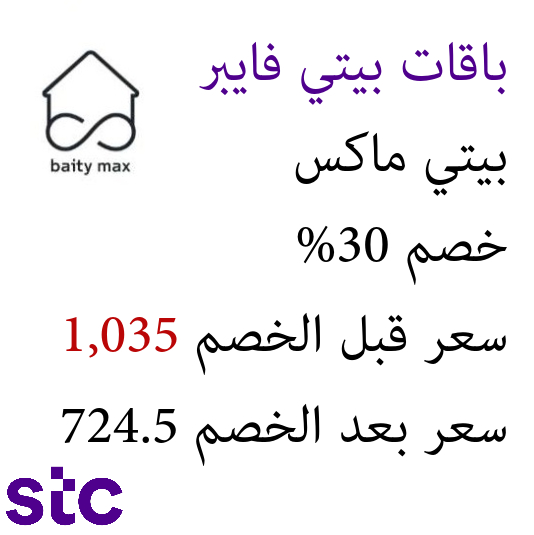 باقات بيتي فايبر
baity max
بيتي ماكس
خصم 30%
سعر قبل الخصم 1,035
سعر بعد الخصم 724.5
stc